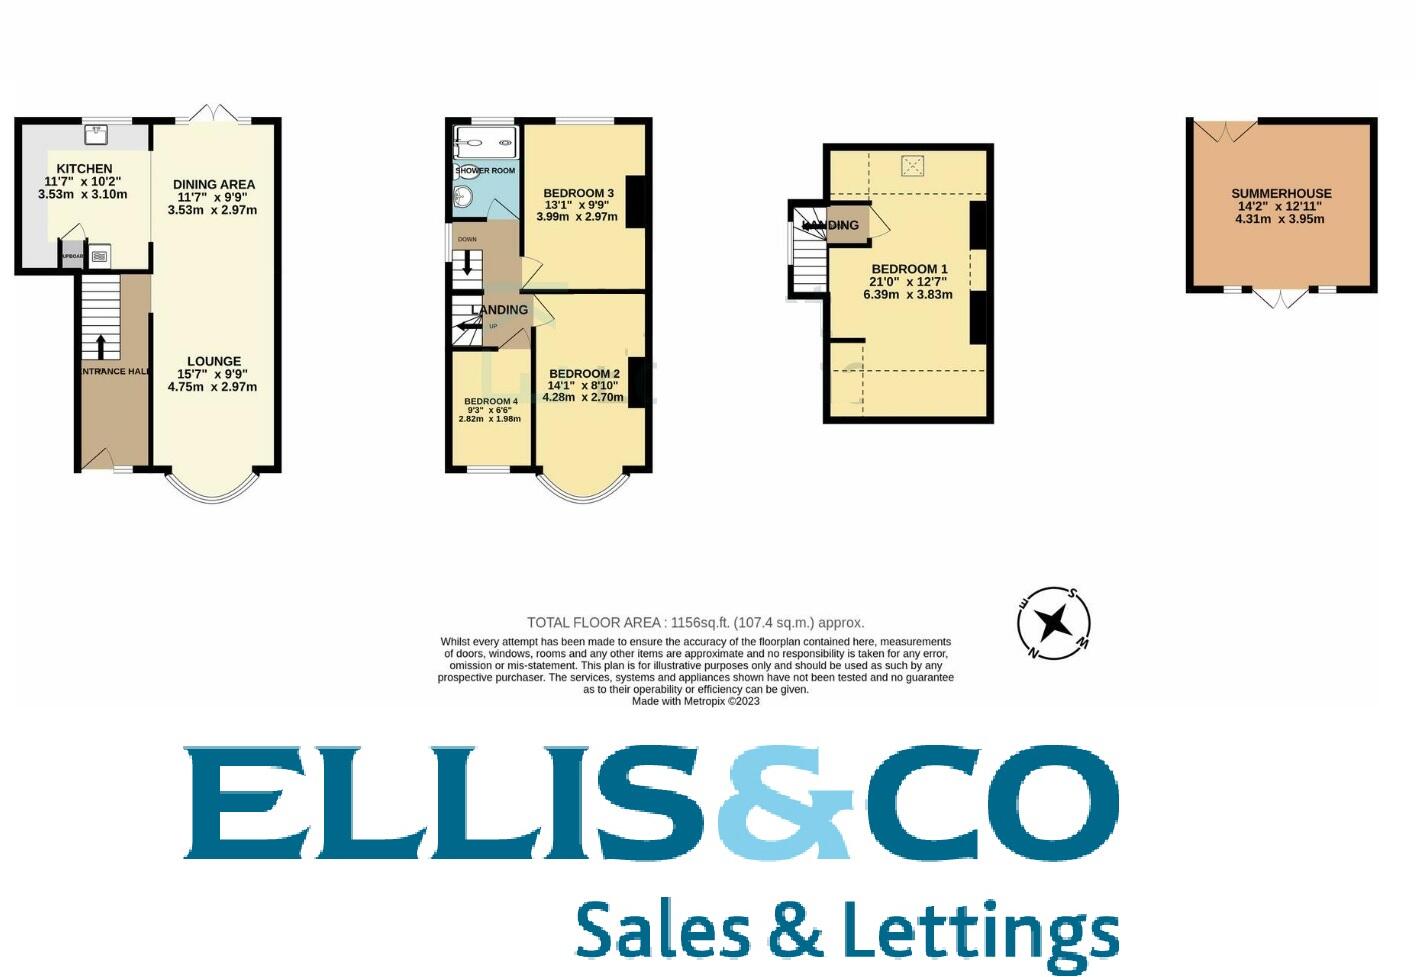 KITCHEN
11'7" x 10'2"
3.53m x 3.10m
DINING AREA
11'7" x 9'9"
3.53m x 2.97m
UPBOAR
LOUNGE
15'7" x 9'9"
4.75m x 2.97m
ENTRANCE HALL
SHOWER ROOM
BEDROOM 3
13'1" x 9'9"
3.99m x 2.97m
DOWN
LANDING
UP
BEDROOM 2
14'1" x 8'10"
4.28m x 2.70m
BEDROOM 4
9'3" x 6'6"
2.82m x 1.98m
LANDING
BEDROOM 1
21'0" x 12'7"
6.39m x 3.83m
SUMMERHOUSE
14'2" x 12'11"
4.31m x 3.95m
S
E
W
N
TOTAL FLOOR AREA : 1156sq.ft. (107.4 sq.m.) approx.
Whilst every attempt has been made to ensure the accuracy of the floorplan contained here, measurements
of doors, windows, rooms and any other items are approximate and no responsibility is taken for any error,
omission or mis-statement. This plan is for illustrative purposes only and should be used as such by any
prospective purchaser. The services, systems and appliances shown have not been tested and no guarantee
as to their operability or efficiency can be given.
Made with Metropix ©2023
ELLIS&CO
Sales & Lettings